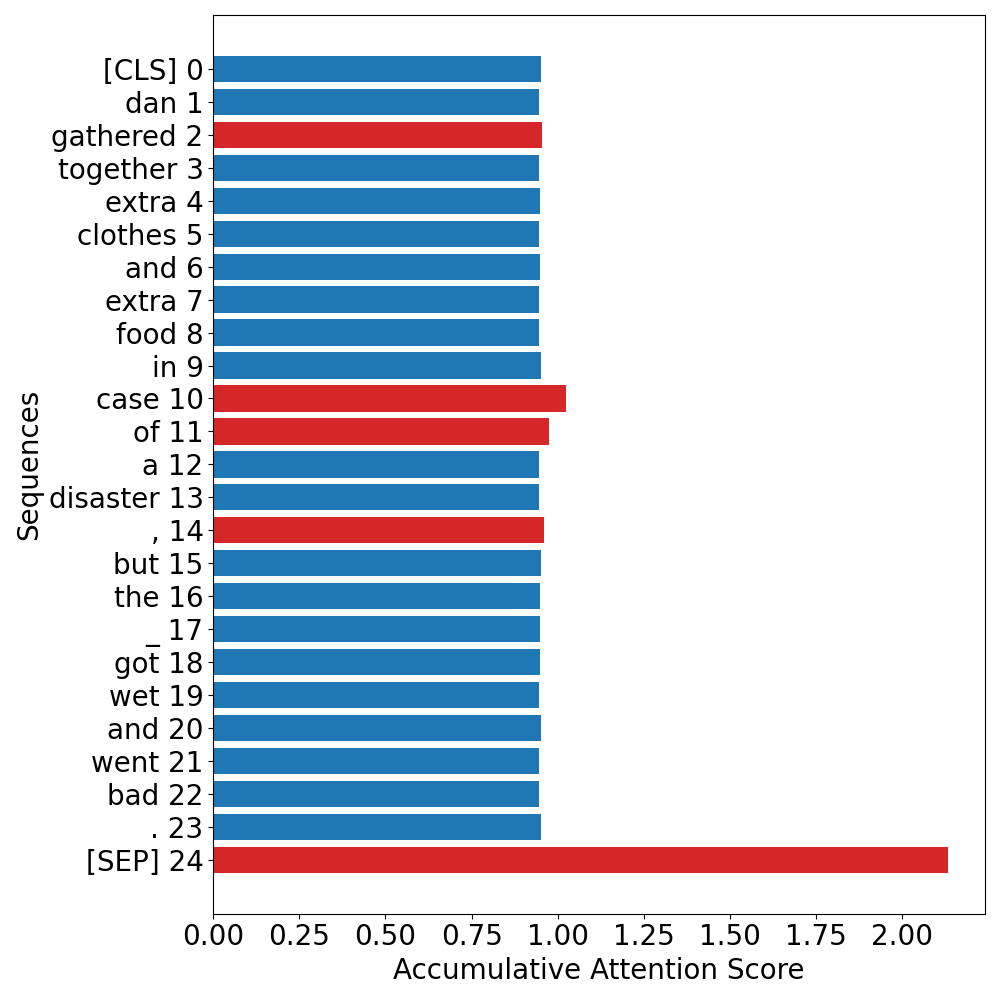 [CLS] 0
dan 1
gathered 2
together 3
extra 4
clothes 5
and 6
extra 7
food 8
in 9
case 10
of 11
a 12
disaster 13
, 14
but 15
the 16
_ 17
got 18
wet 19
and 20
went 21
bad 22
. 23
[SEP] 24
Sequences
0.00 0.25 0.50 0.75 1.00 1.25 1.50 1.75 2.00
Accumulative Attention Score